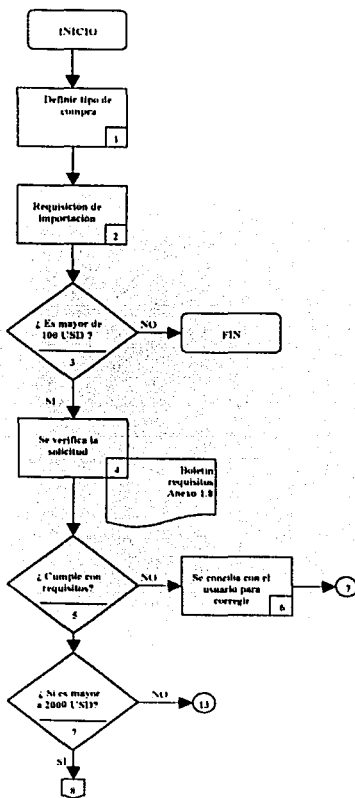 INICIO
Definir tipo de
compra
1
Requisicion de
importación
2
¿ Es mayor de
100 USD ?
3
NO
FIN
SI
Se verifica la
solicitud
4
Boletin
requisitos
Anexo 1.8
¿ Cumple con
requisitos?
5
NO
Se concilia con el
usuario para
corregir
6
7
¿ Si es mayor
a 2000 USD?
7
NO
13
SI
8